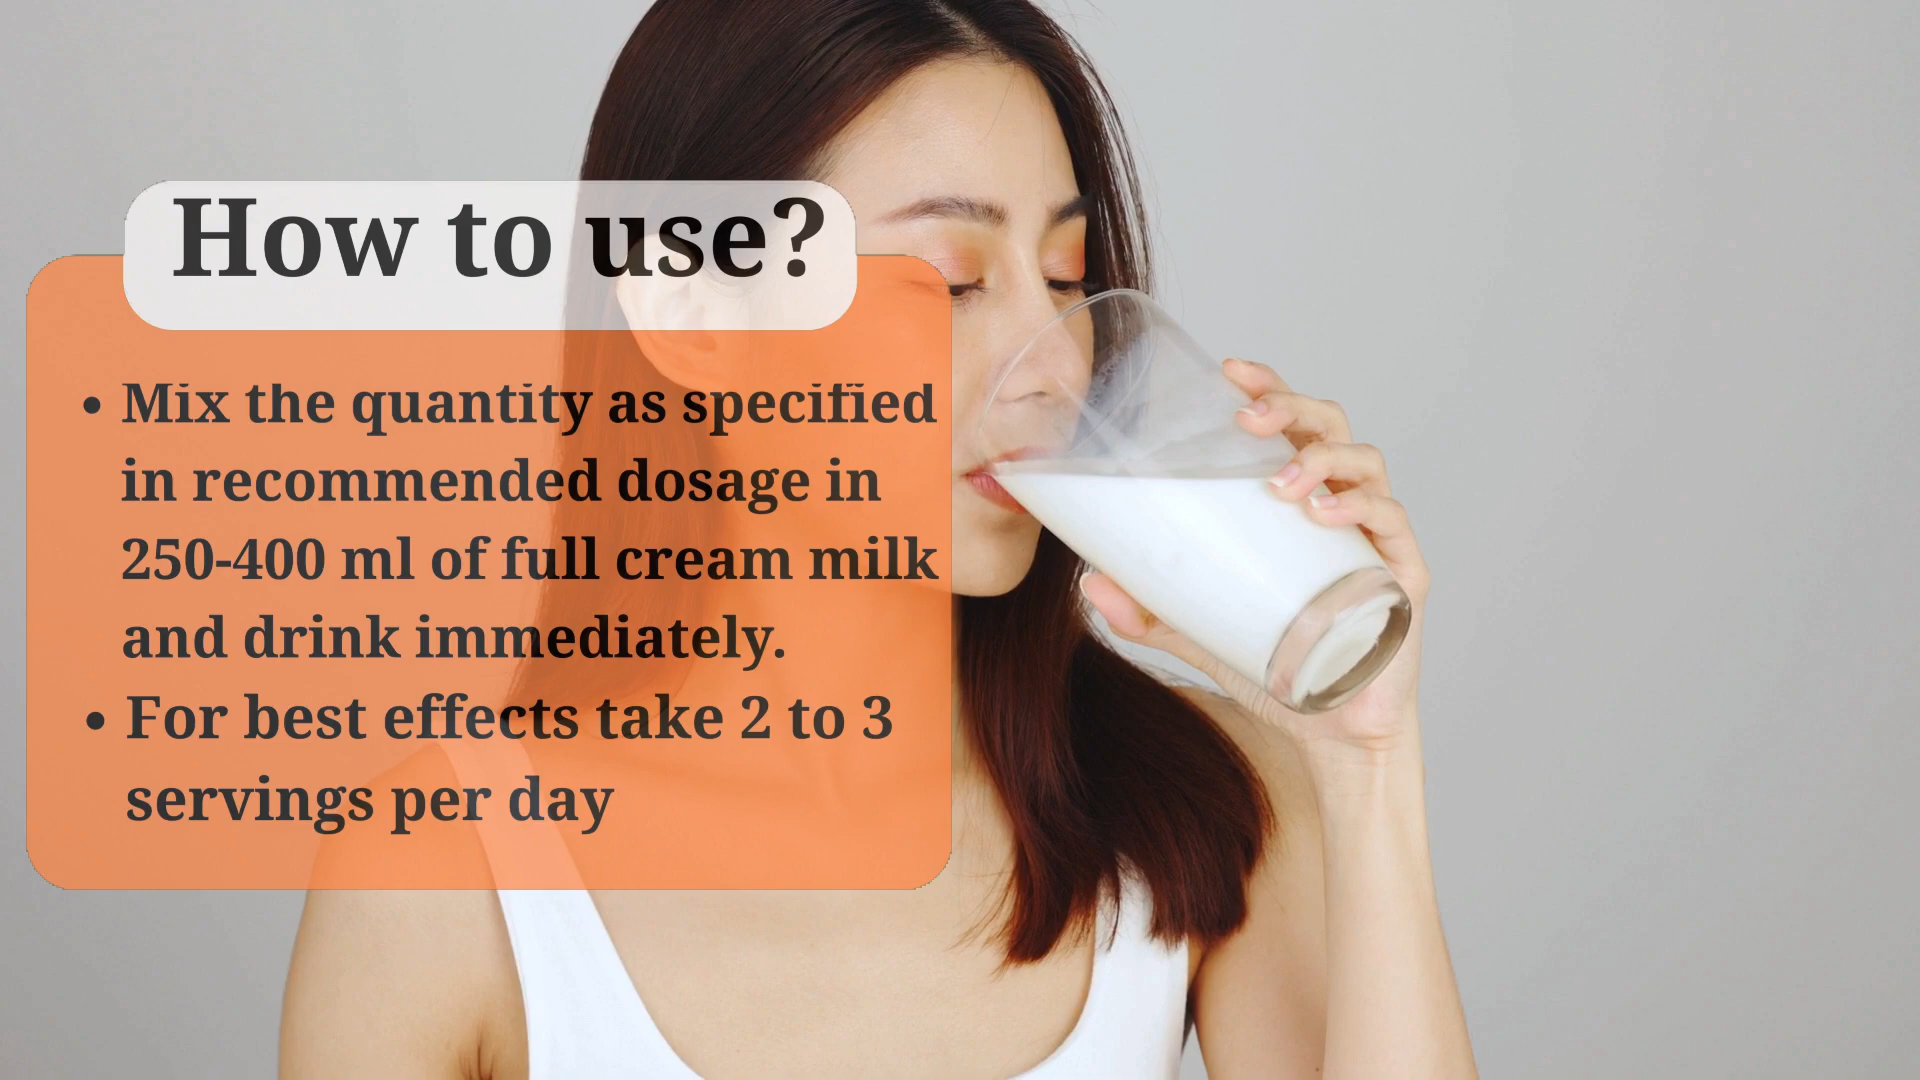 How to use?
• Mix the quantity as specified
in recommended dosage in
250-400 ml of full cream milk
and drink immediately.
• For best effects take 2 to 3
servings per day